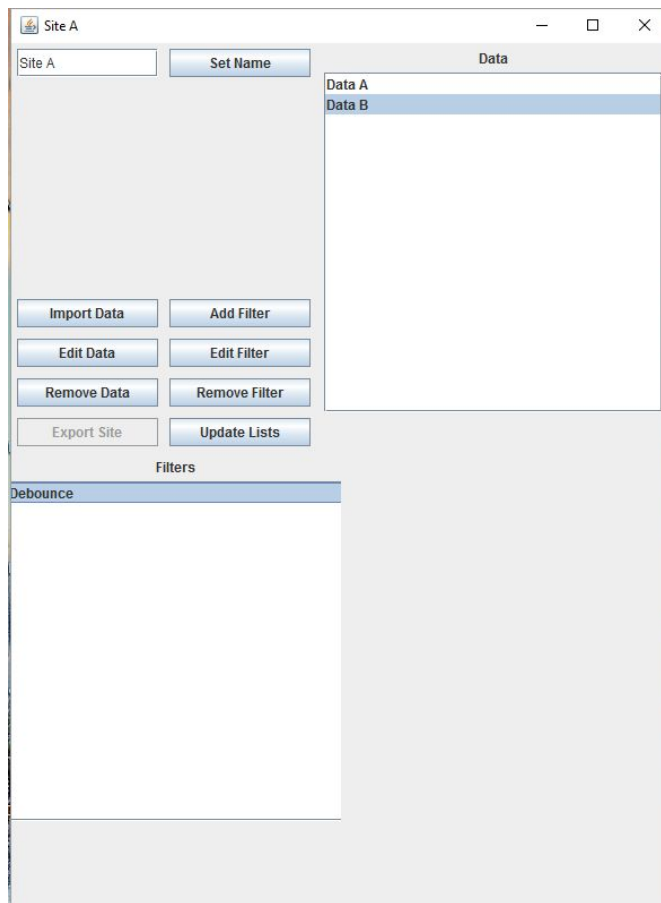 Site A
Site A
Set Name
Data
Data A
Data B
Import Data
Add Filter
Edit Data
Edit Filter
Remove Data
Remove Filter
Export Site
Update Lists
Filters
Debounce